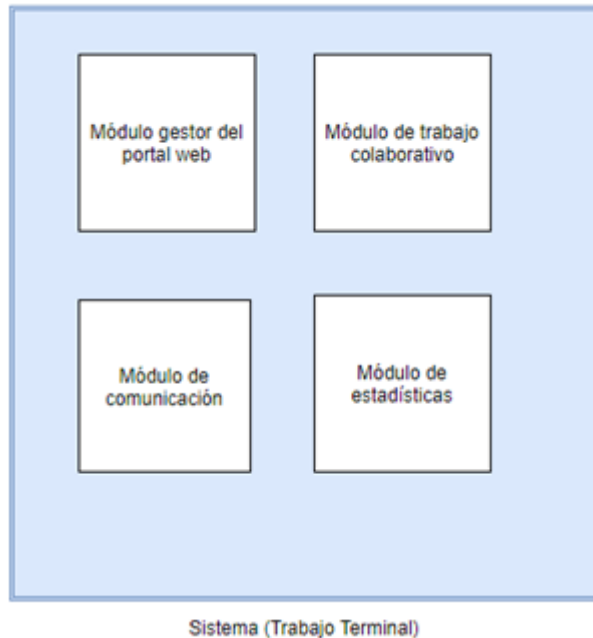 Módulo gestor del
portal web
Módulo de trabajo
colaborativo
Módulo de
comunicación
Módulo de
estadísticas
Sistema (Trabajo Terminal)